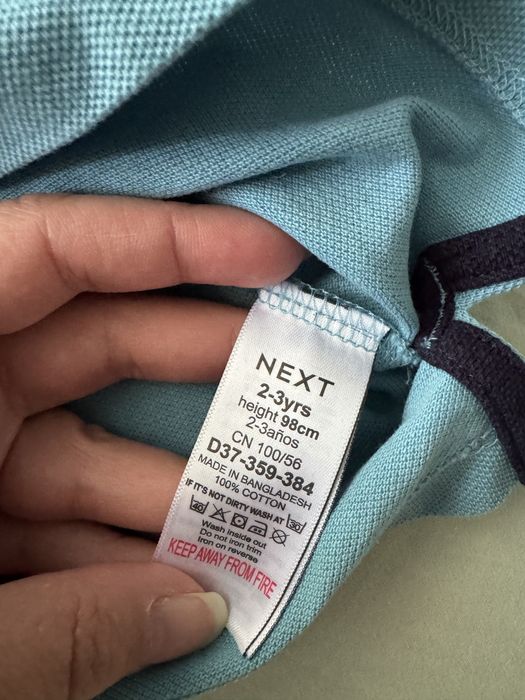 NEXT
2-3yrs
height 98cm
2-3años
CN 100/56
D37-359-384
MADE IN BANGLADESH
100% COTTON
IF IT'S NOT DIRTY WASH AT 30
40
Wash inside out
Do not iron trim
Iron on reverse
KEEP AWAY FROM FIRE